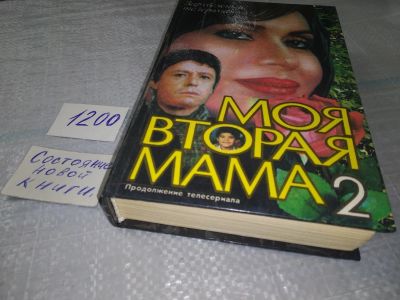 1200
Состояние
новой
книги.
МОЯ
ВТОРАЯ
МАМА 2
Продолжение телесериала